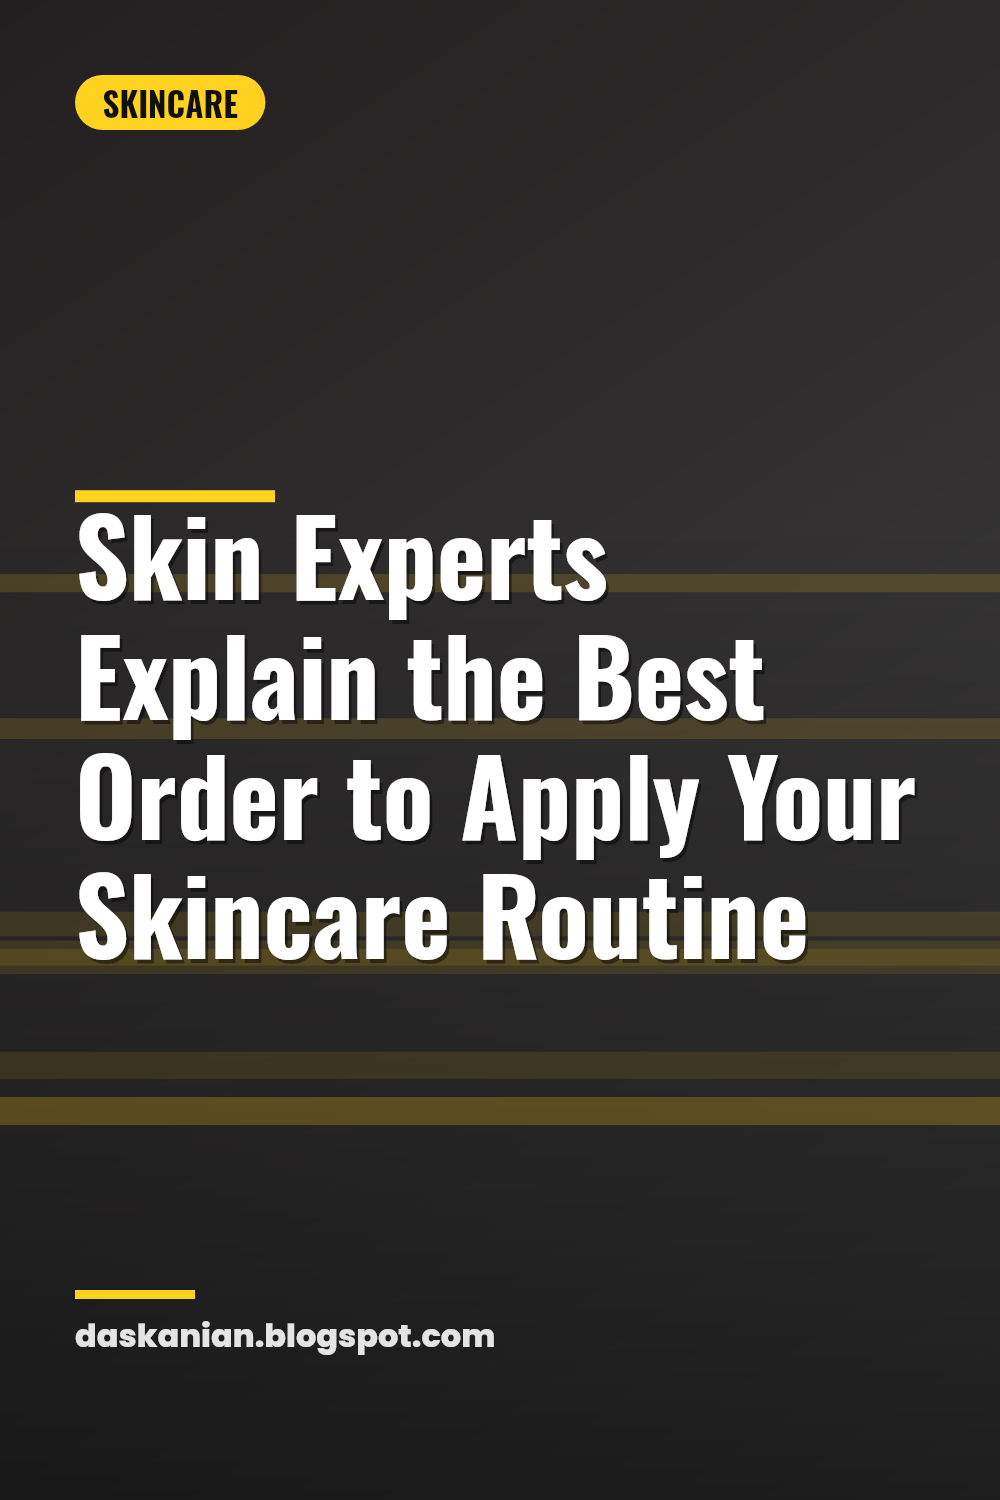 SKINCARE
Skin Experts
Explain the Best
Order to Apply Your
Skincare Routine
daskanian.blogspot.com